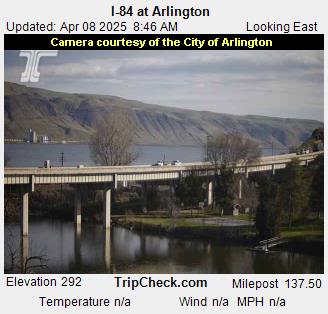 I-84 at Arlington
Updated: Apr 08 2025 8:46 AM Looking East
Camera courtesy of the City of Arlington
Elevation 292 TripCheck.com Milepost 137.50
Temperature n/a Wind n/a MPH n/a